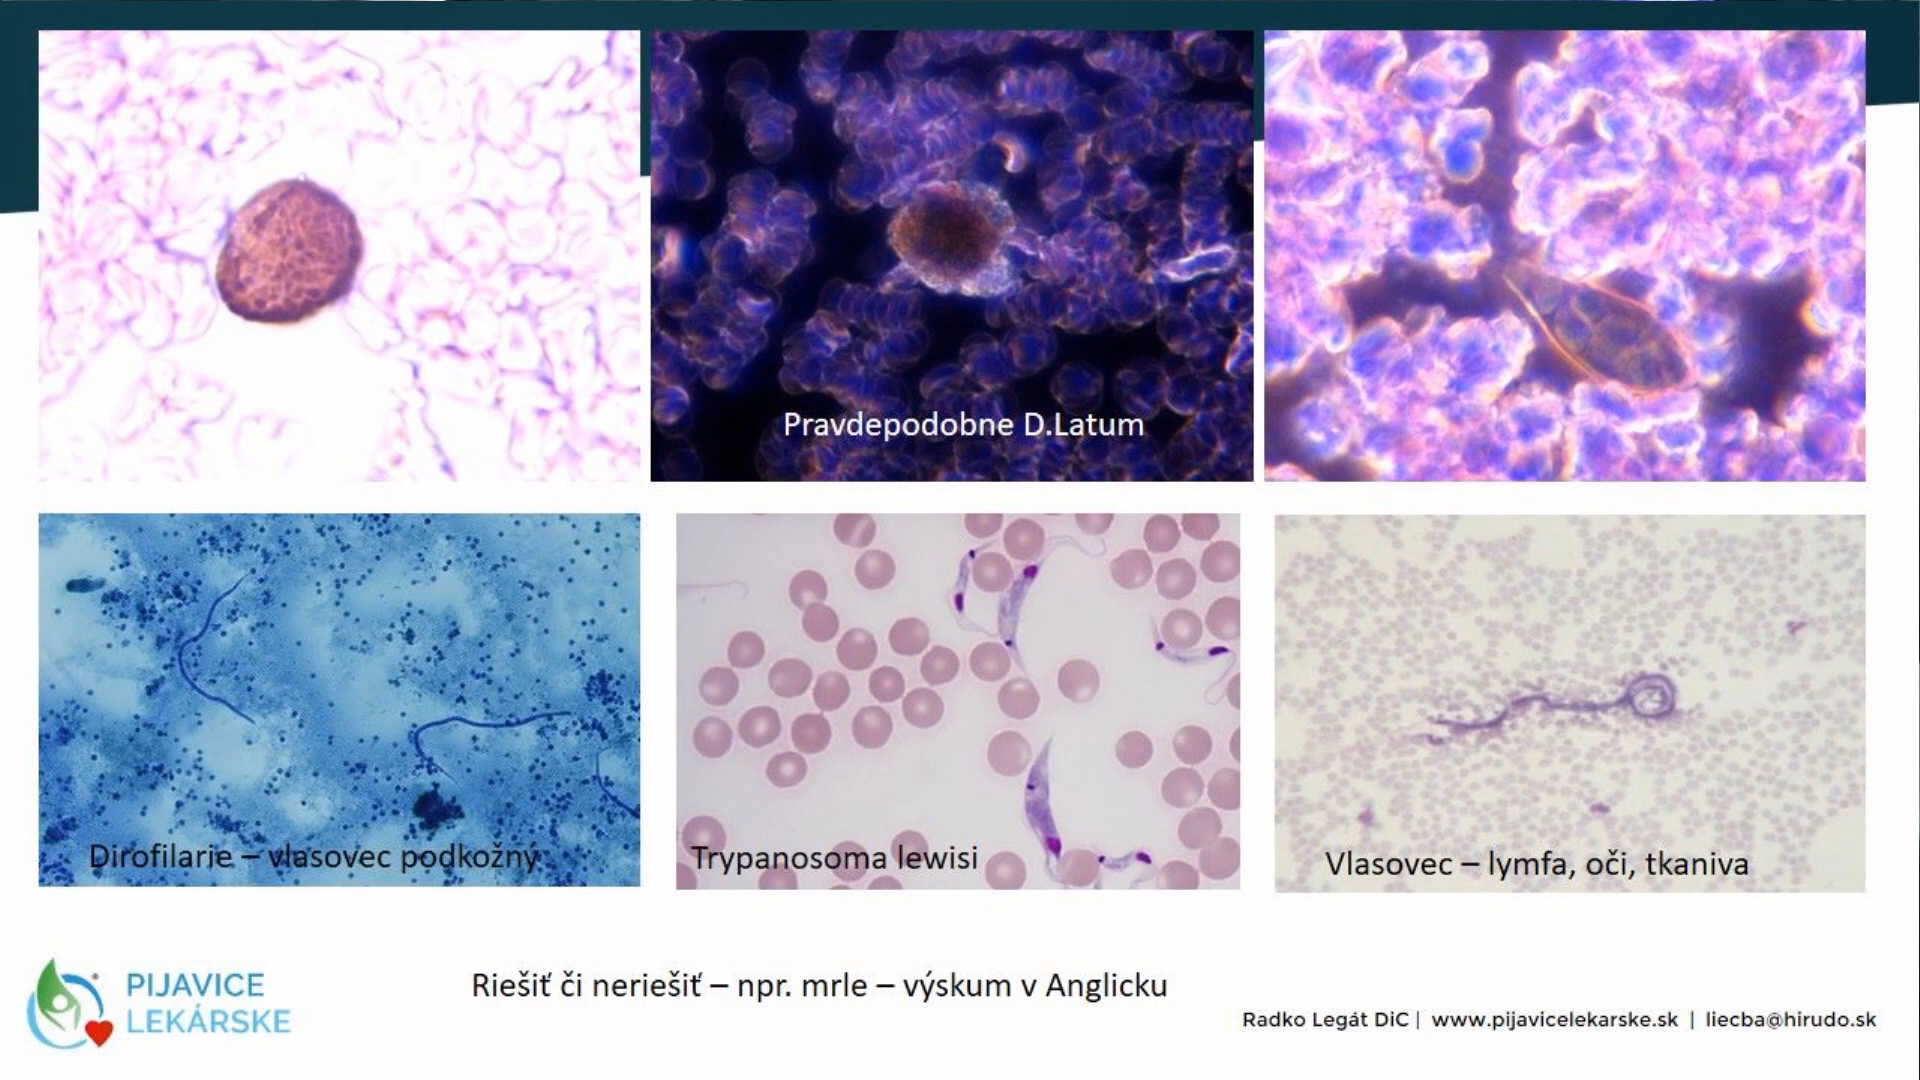 Pravdepodobne D.Latum
Dirofilarie – vlasovec podkožný
Trypanosoma lewisi
Vlasovec – lymfa, oči, tkaniva
Riešiť či neriešiť – npr. mrle – výskum v Anglicku
PIJAVICE
LEKÁRSKE
Radko Legát DiC | www.pijavicelekarske.sk | liecba@hirudo.sk